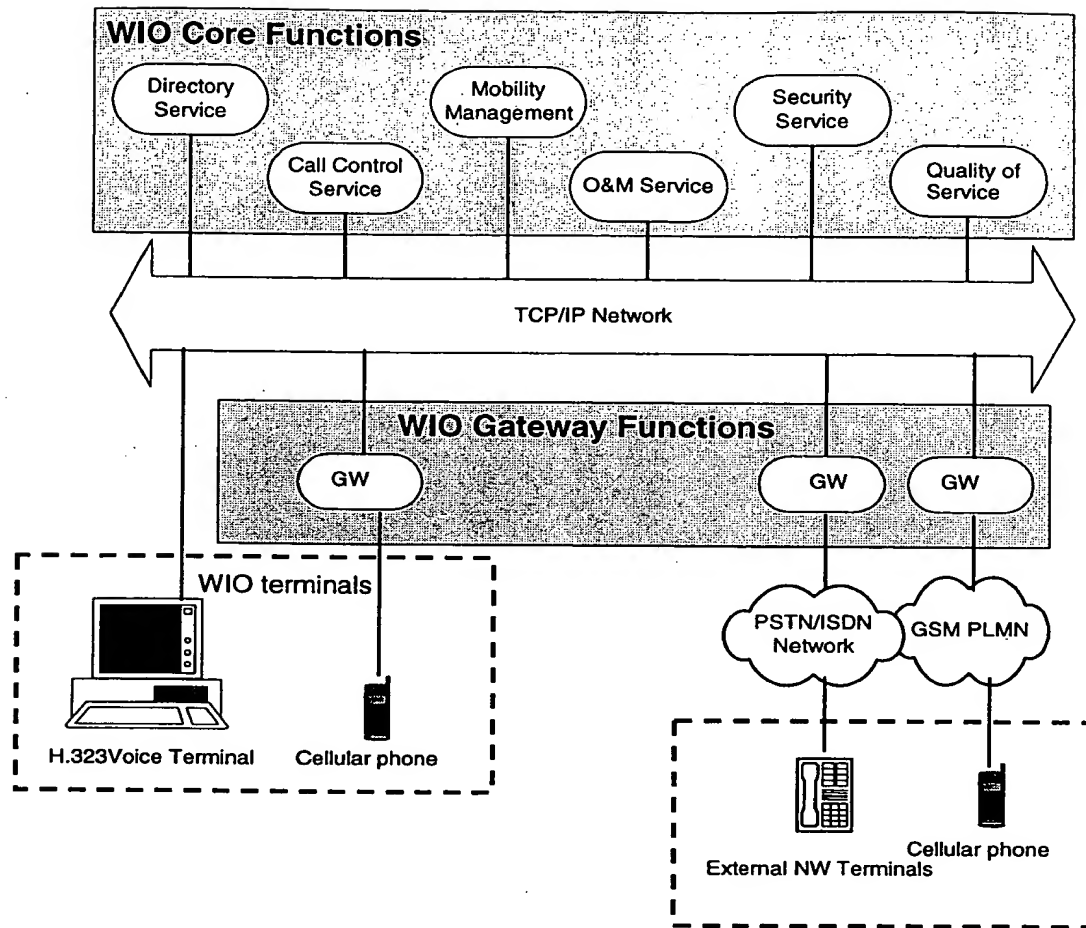 WIO Core Functions
Directory
Service
Mobility
Management
Security
Service
Call Control
Service
O&M Service
Quality of
Service
TCP/IP Network
WIO Gateway Functions
GW
GW
GW
WIO terminals
PSTN/ISDN
Network
GSM PLMN
H.323Voice Terminal
Cellular phone
External NW Terminals
Cellular phone